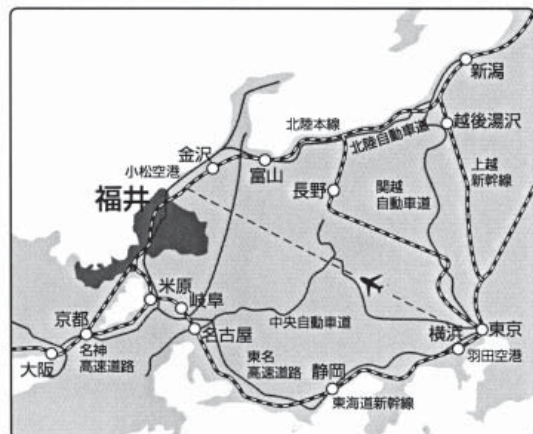 新潟
越後湯沢
北陸本線
北陸自動車道
金沢
小松空港
富山
上越
新幹線
長野
関越
自動車道
福井
米原
岐阜
京都
名古屋
中央自動車道
横浜
東京
大阪
名神
高速道路
東名
高速道路
静岡
羽田空港
東海道新幹線